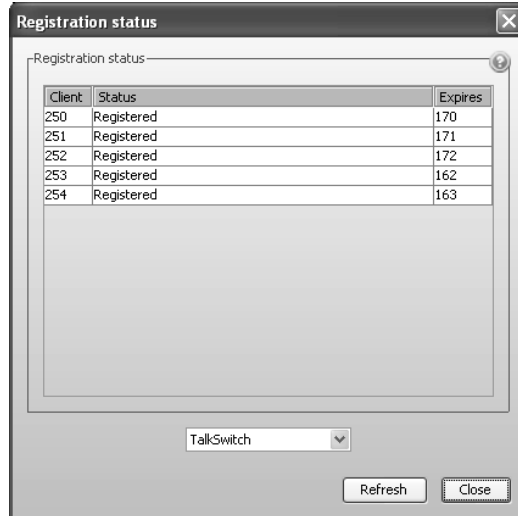 Registration status
Registration status
Client Status Expires
250 Registered 170
251 Registered 171
252 Registered 172
253 Registered 162
254 Registered 163
TalkSwitch
Refresh Close